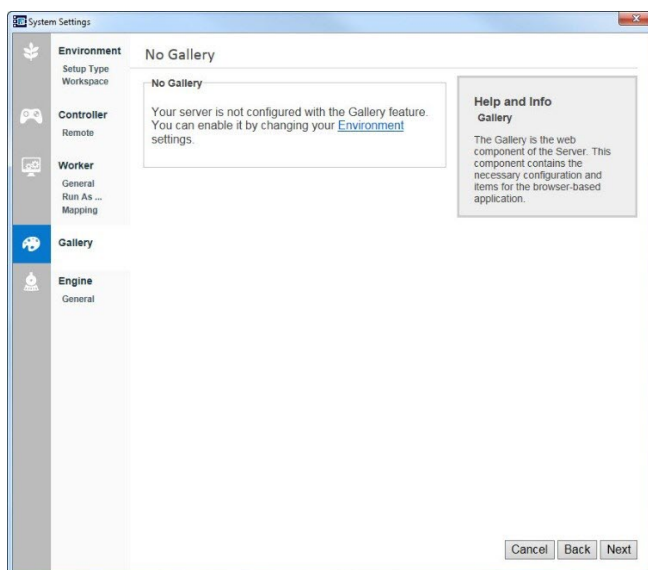 System Settings
Environment
Setup Type
Workspace
Controller
Remote
Worker
General
Run As ...
Mapping
Gallery
Engine
General
No Gallery
No Gallery
Your server is not configured with the Gallery feature.
You can enable it by changing your Environment
settings.
Help and Info
Gallery
The Gallery is the web
component of the Server. This
component contains the
necessary configuration and
items for the browser-based
application.
Cancel
Back
Next